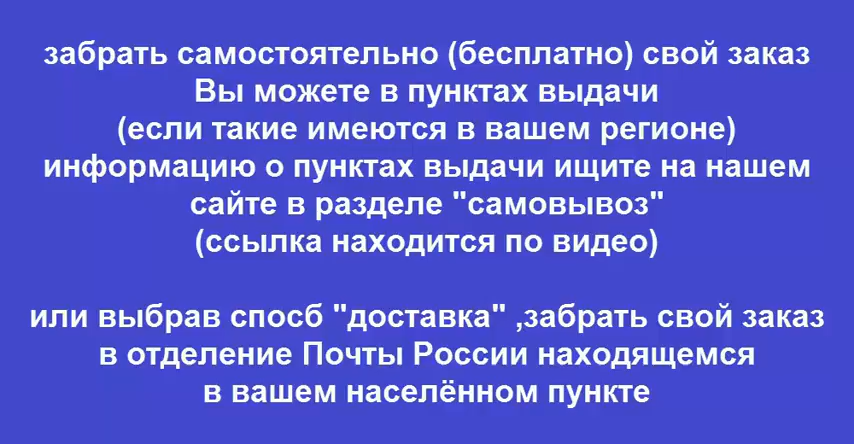 забрать самостоятельно (бесплатно) свой заказ
Вы можете в пунктах выдачи
(если такие имеются в вашем регионе)
информацию о пунктах выдачи ищите на нашем
сайте в разделе "самовывоз"
(ссылка находится по видео)
или выбрав спосб "доставка" ,забрать свой заказ
в отделение Почты России находящемся
в вашем населённом пункте